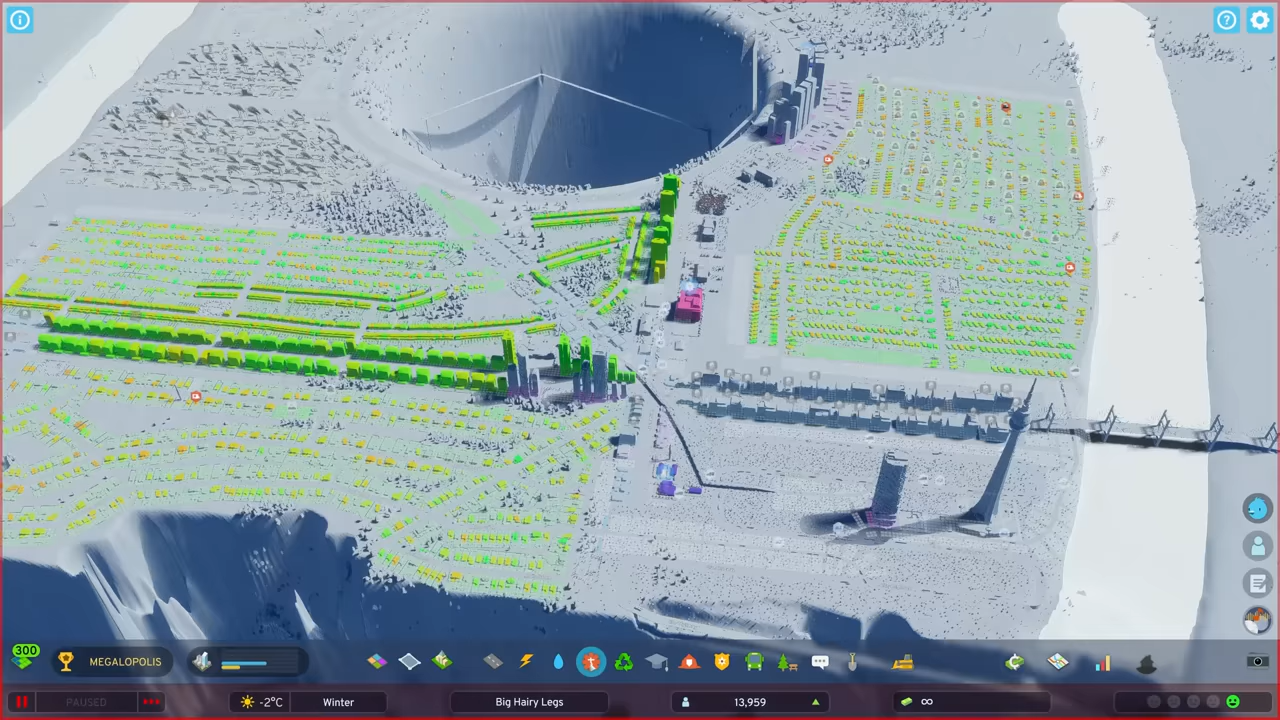 300
MEGALOPOLIS
PAUSED
-2°C
Winter
Big Hairy Legs
13,959
∞